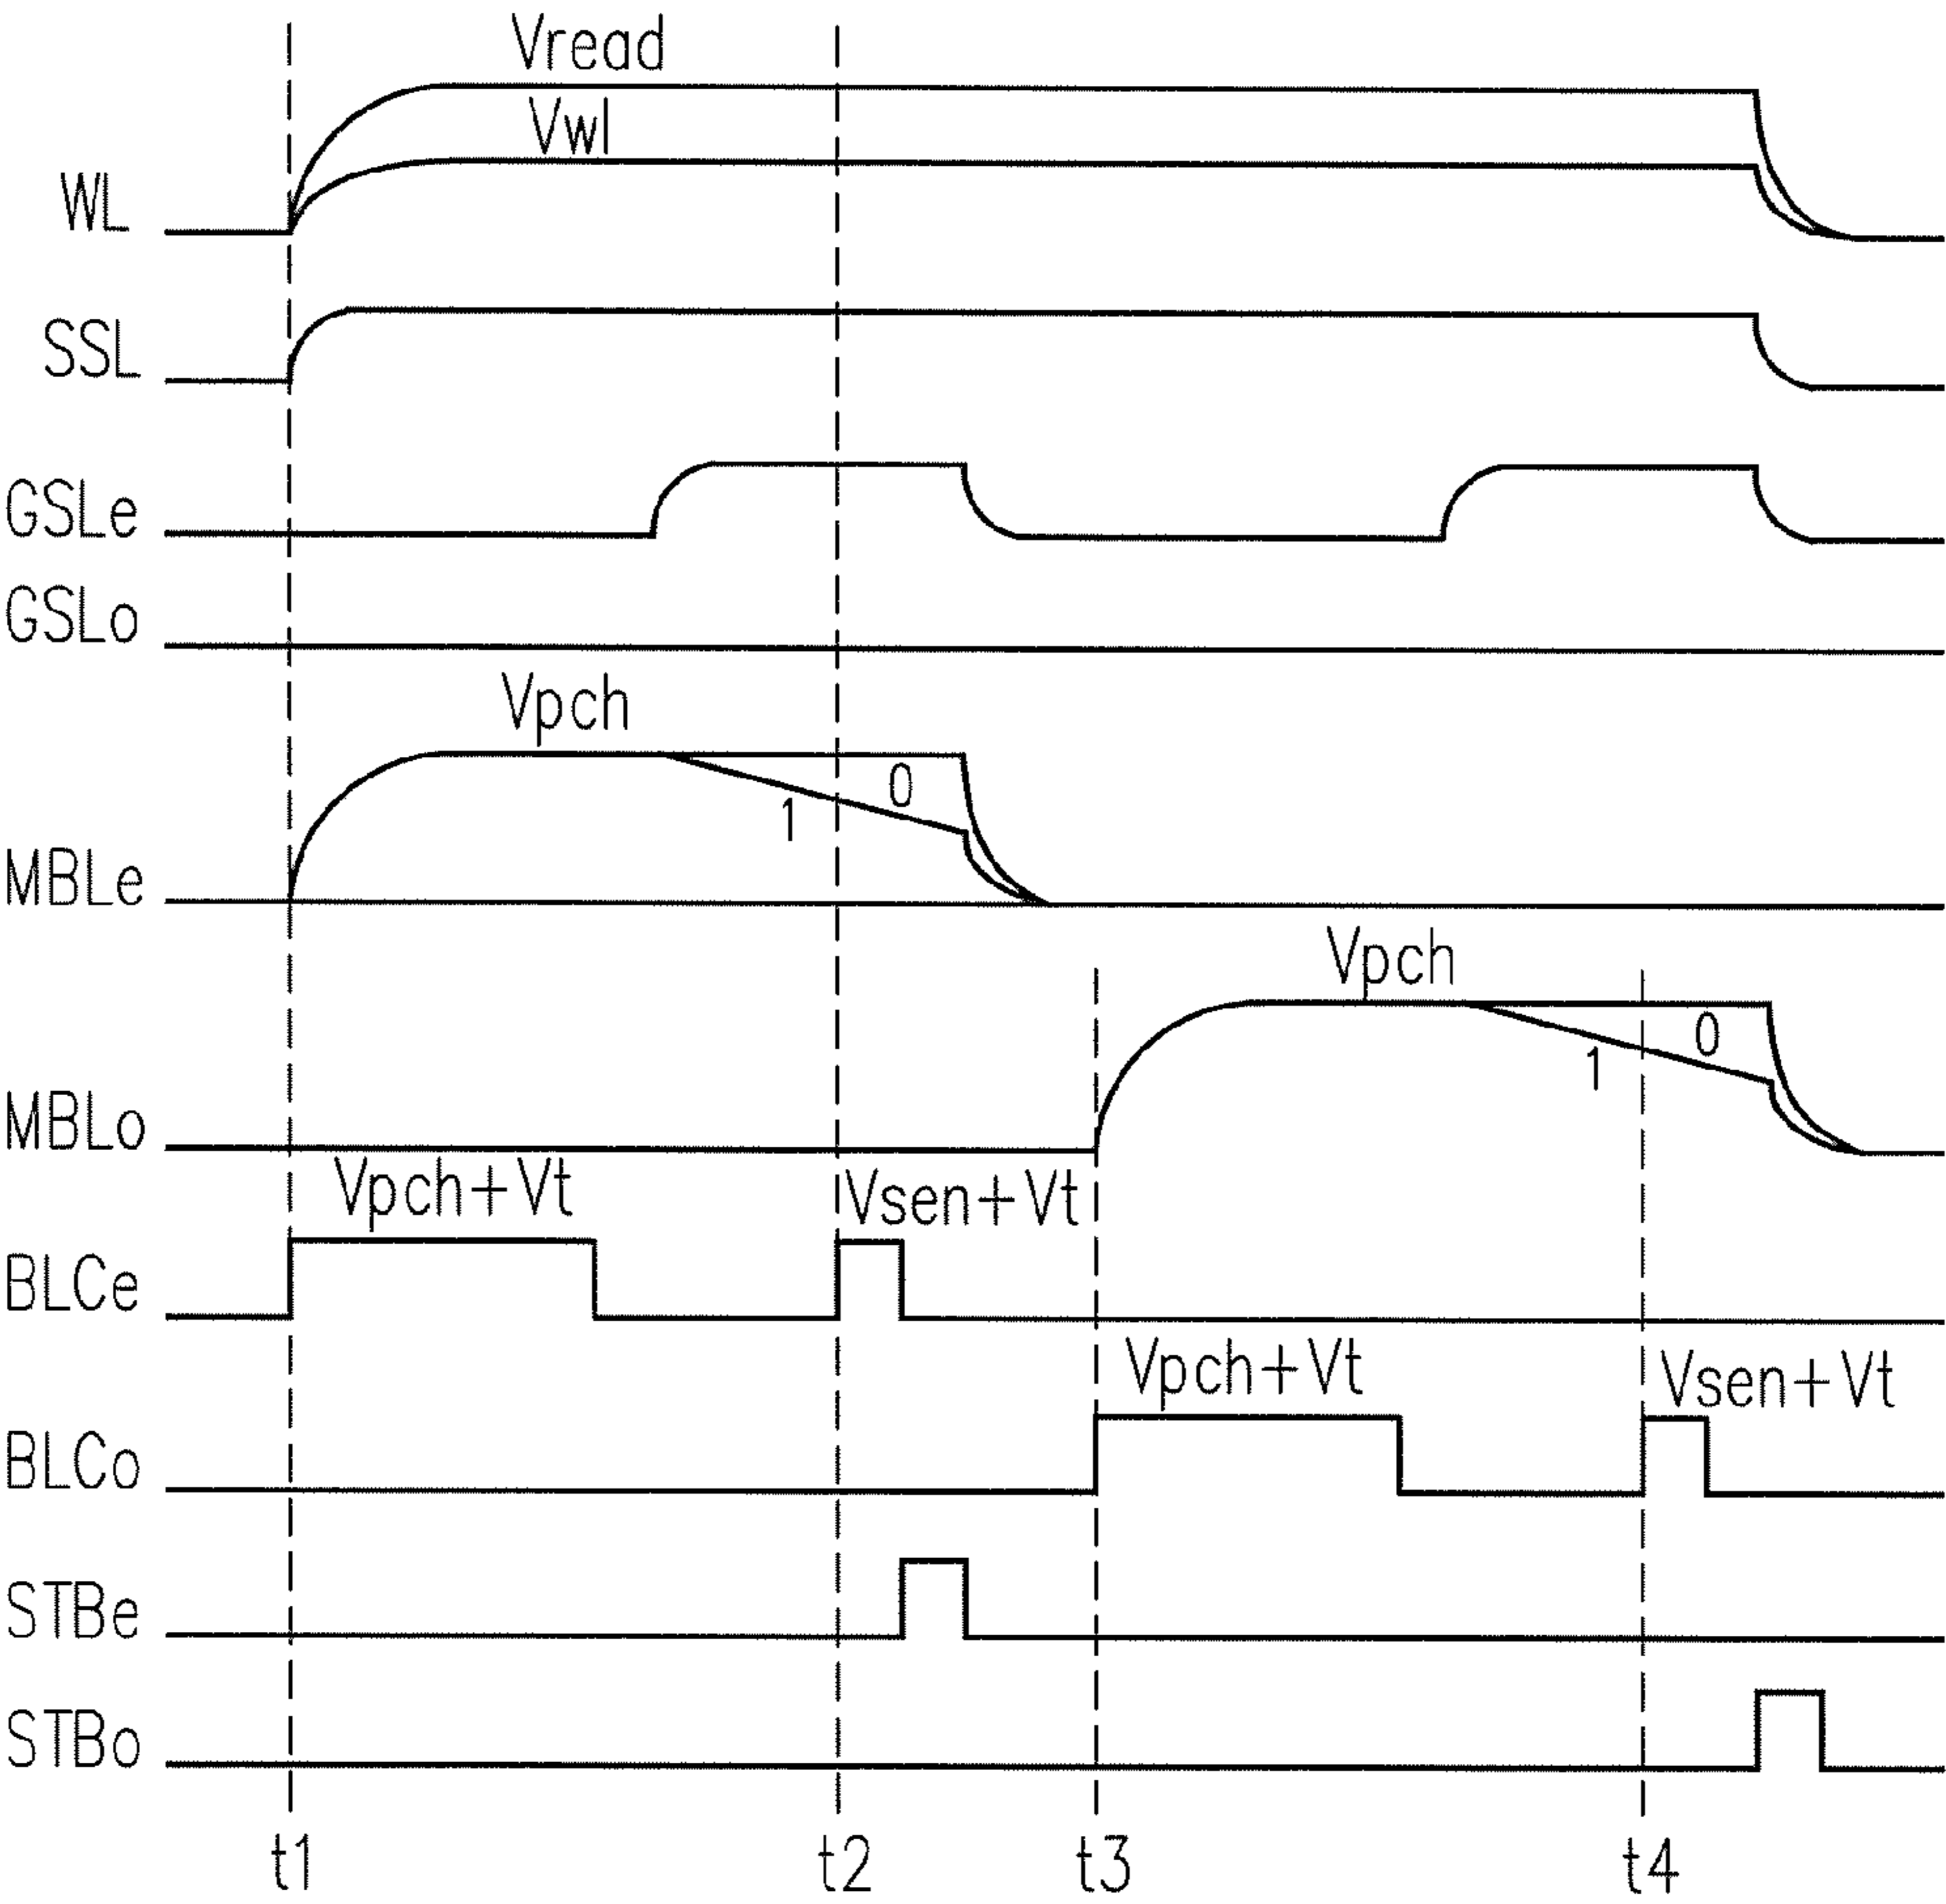 Vread
Vwl
WL
SSL
GSLe
GSLo
Vpch
0
1
MBLe
Vpch
0
1
MBLo
Vpch+Vt Vsen+Vt
BLCe
Vpch+Vt Vsen+Vt
BLCo
STBe
STBo
t1 t2 t3 t4